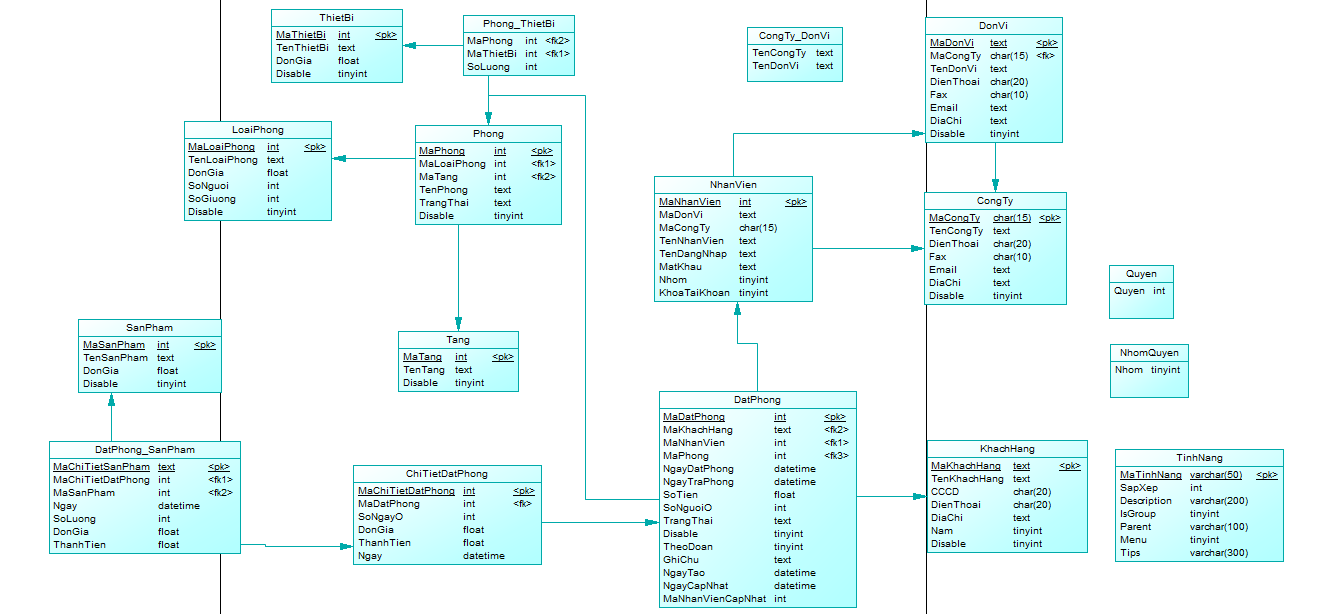 ThietBi
MaThietBi int <pk>
TenThietBi text
DonGia float
Disable tinyint
Phong_ThietBi
MaPhong int <fk2>
MaThietBi int <fk1>
SoLuong int
CongTy_DonVi
TenCongTy text
TenDonVi text
DonVi
MaDonVi text <pk>
MaCongTy char(15) <fk>
TenDonVi text
DienThoai char(20)
Fax char(10)
Email text
DiaChi text
Disable tinyint
LoaiPhong
MaLoaiPhong int <pk>
TenLoaiPhong text
DonGia float
SoNguoi int
SoGiuong int
Disable tinyint
Phong
MaPhong int <pk>
MaLoaiPhong int <fk1>
MaTang int <fk2>
TenPhong text
TrangThai text
Disable tinyint
NhanVien
MaNhanVien int <pk>
MaDonVi text
MaCongTy char(15)
TenNhanVien text
TenDangNhap text
MatKhau text
Nhom tinyint
KhoaTaiKhoan tinyint
CongTy
MaCongTy char(15) <pk>
TenCongTy text
DienThoai char(20)
Fax char(10)
Email text
DiaChi text
Disable tinyint
Quyen
Quyen int
SanPham
MaSanPham int <pk>
TenSanPham text
DonGia float
Disable tinyint
Tang
MaTang int <pk>
TenTang text
Disable tinyint
NhomQuyen
Nhom tinyint
DatPhong_SanPham
MaChiTietSanPham text <pk>
MaChiTietDatPhong int <fk1>
MaSanPham int <fk2>
Ngay datetime
SoLuong int
DonGia float
ThanhTien float
ChiTietDatPhong
MaChiTietDatPhong int <pk>
MaDatPhong int <fk>
SoNgayO int
DonGia float
ThanhTien float
Ngay datetime
DatPhong
MaDatPhong int <pk>
MaKhachHang text <fk2>
MaNhanVien int <fk1>
MaPhong int <fk3>
NgayDatPhong datetime
NgayTraPhong datetime
SoTien float
SoNguoiO int
TrangThai text
Disable tinyint
TheoDoan tinyint
GhiChu text
NgayTao datetime
NgayCapNhat datetime
MaNhanVienCapNhat int
KhachHang
MaKhachHang text <pk>
TenKhachHang text
CCCD char(20)
DienThoai char(20)
DiaChi text
Nam tinyint
Disable tinyint
TinhNang
MaTinhNang varchar(50) <pk>
SapXep int
Description varchar(200)
IsGroup tinyint
Parent varchar(100)
Menu tinyint
Tips varchar(300)